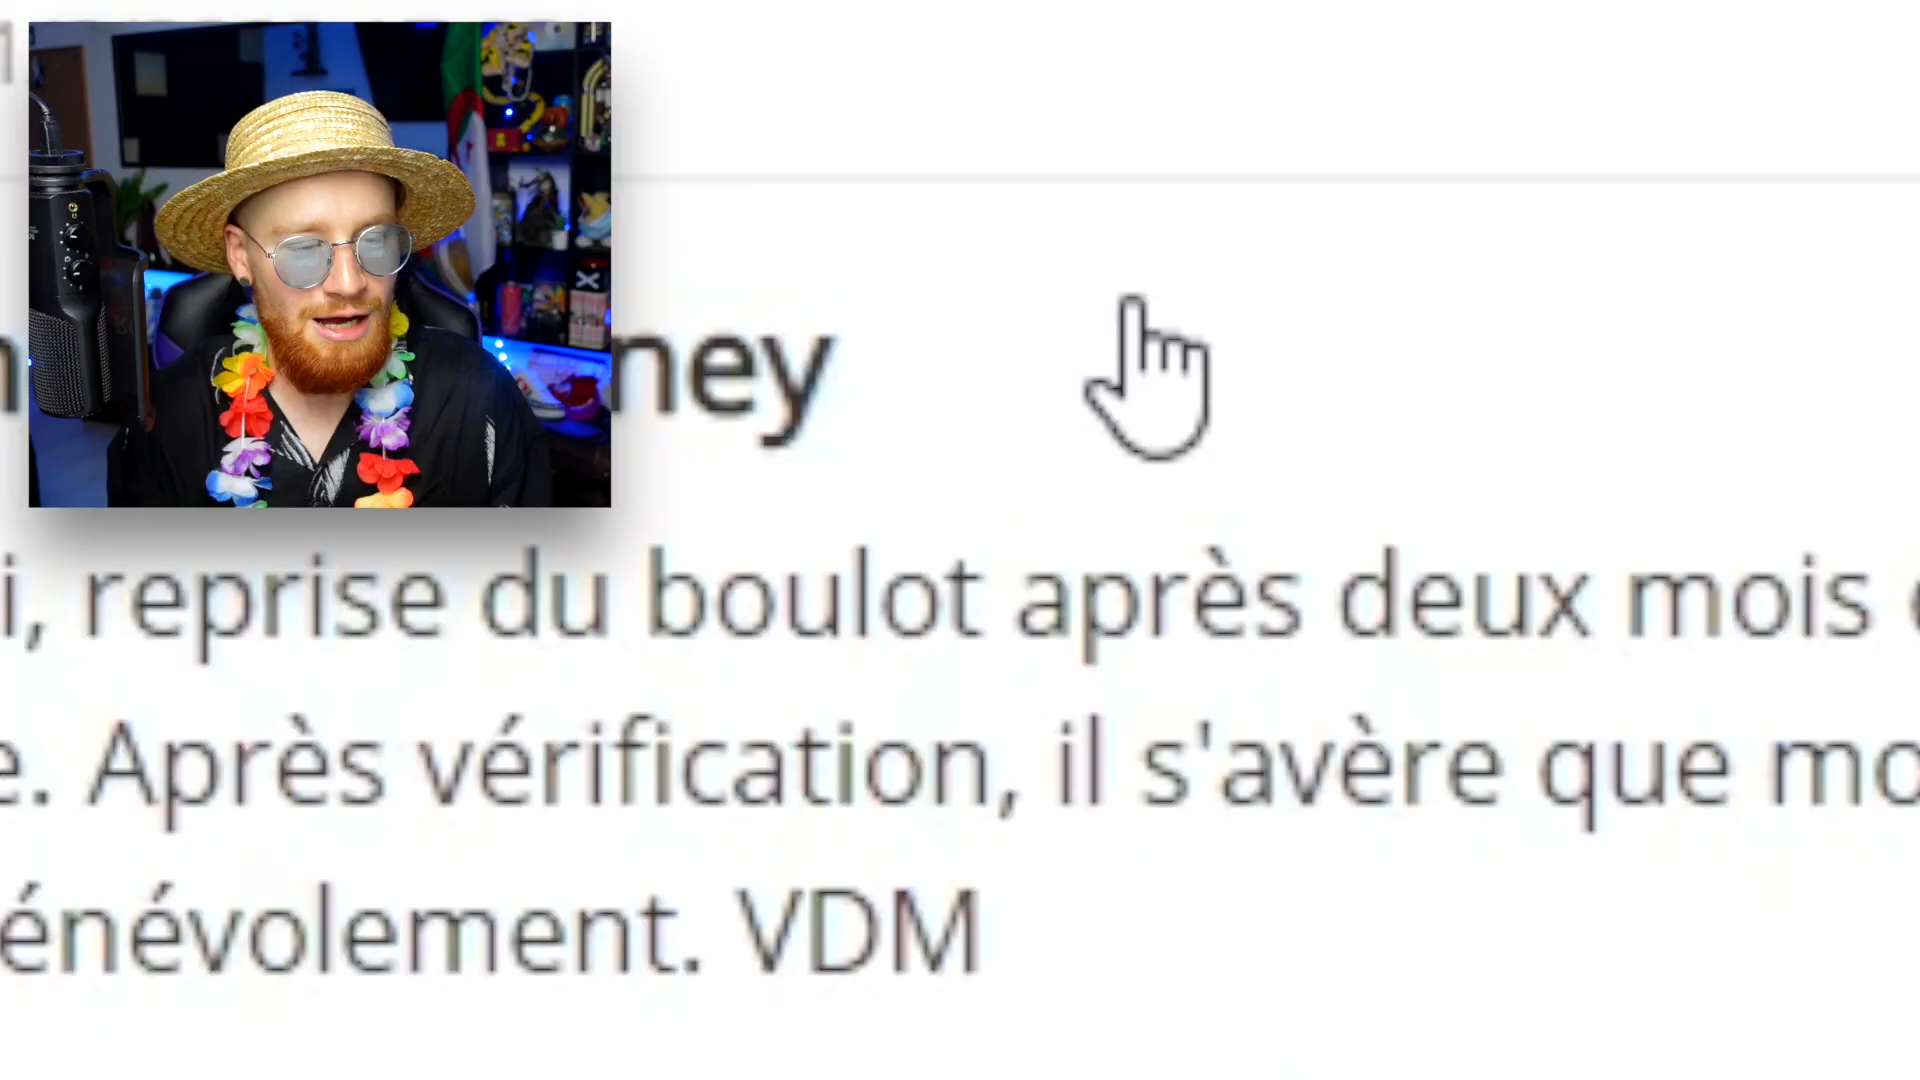 ney
i, reprise du boulot après deux mois
e. Après vérification, il s'avère que mo
énévolement. VDM